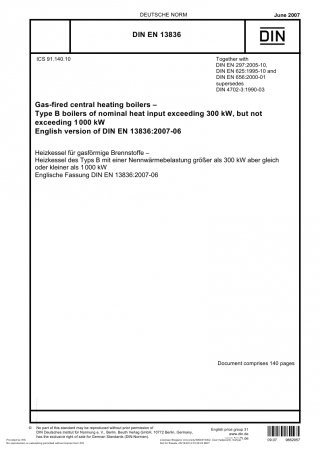 DEUTSCHE NORM
June 2007
DIN EN 13836
DIN
ICS 91.140.10
Together with
DIN EN 297:2005-10,
DIN EN 625:1995-10 and
DIN EN 656:2000-01
supersedes
DIN 4702-3:1990-03
Gas-fired central heating boilers –
Type B boilers of nominal heat input exceeding 300 kW, but not
exceeding 1 000 kW
English version of DIN EN 13836:2007-06
Heizkessel für gasförmige Brennstoffe –
Heizkessel des Typs B mit einer Nennwärmebelastung größer als 300 kW aber gleich
oder kleiner als 1 000 kW
Englische Fassung DIN EN 13836:2007-06
Document comprises 140 pages
© No part of this standard may be reproduced without prior permission of
DIN Deutsches Institut für Normung e. V., Berlin. Beuth Verlag GmbH, 10772 Berlin, Germany,
has the exclusive right of sale for German Standards (DIN-Normen).
English price group 31
www.din.de